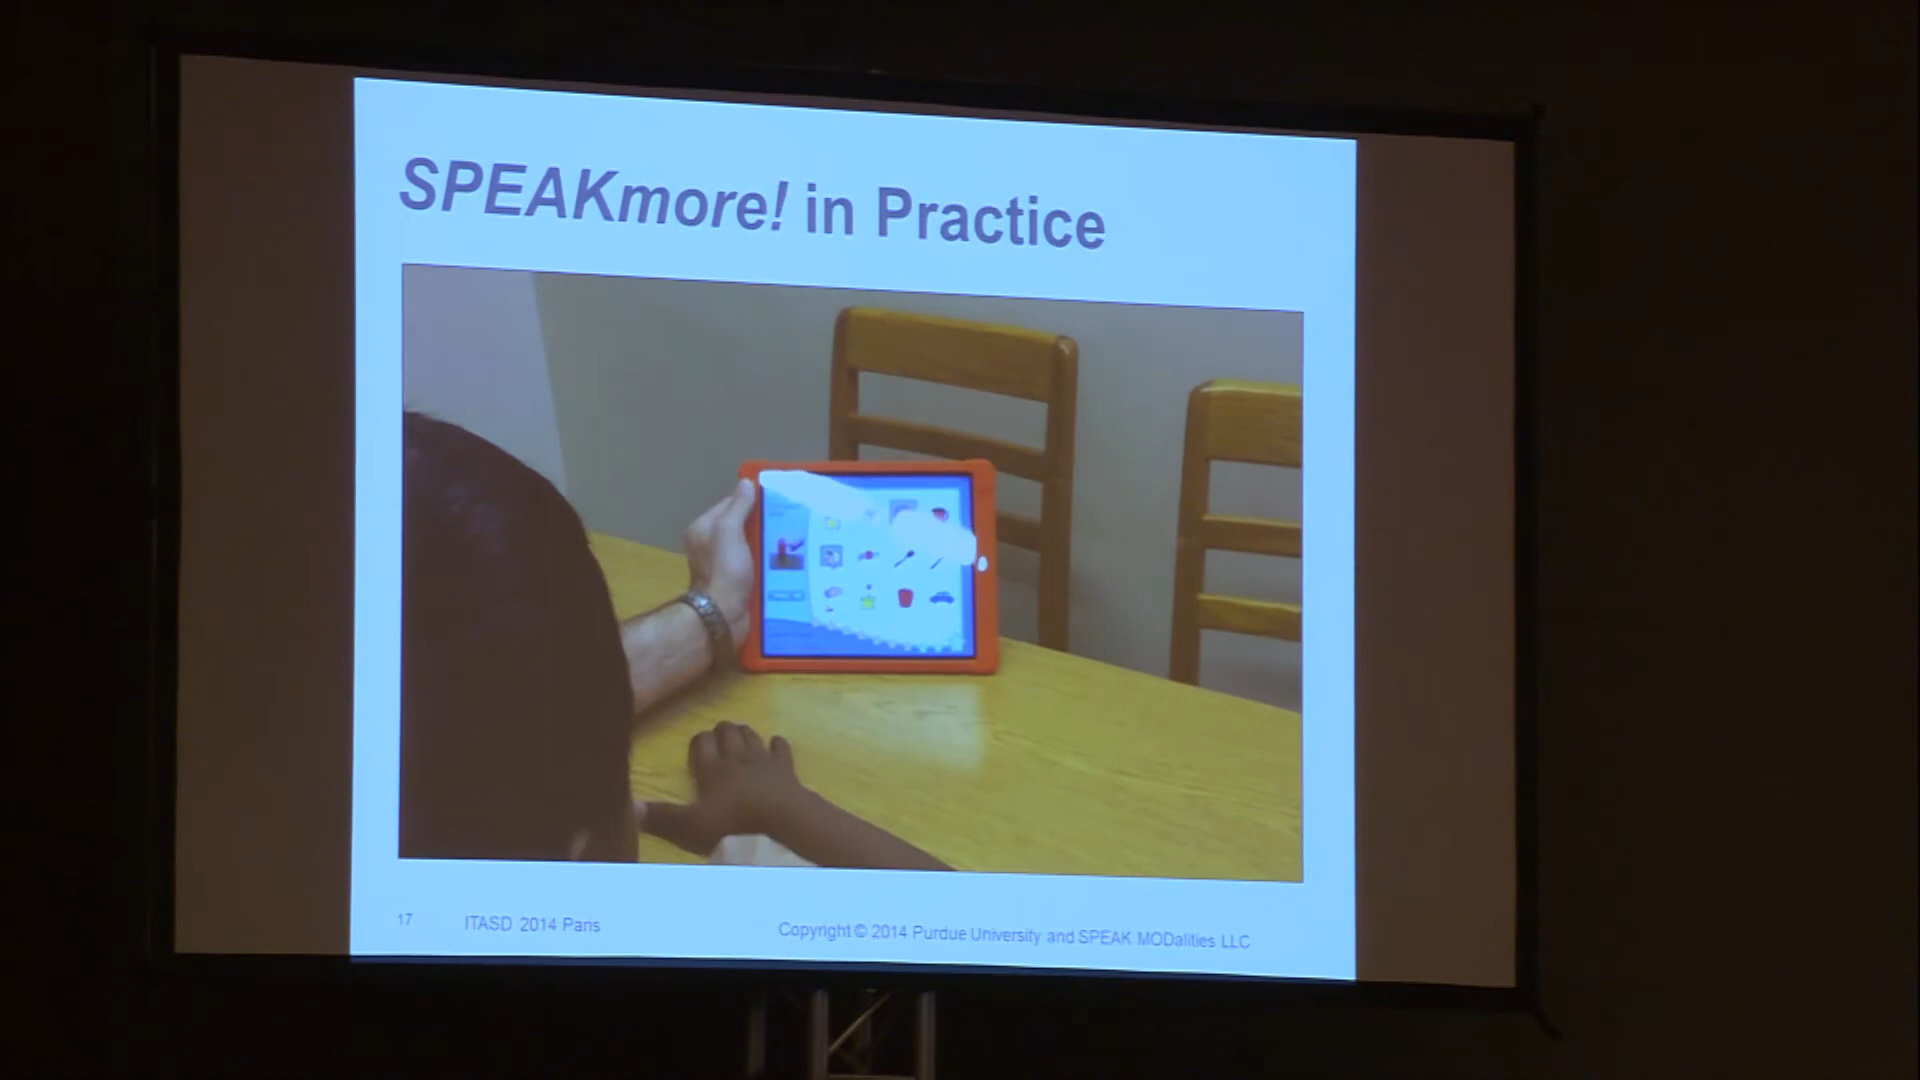 SPEAKmore! in Practice
17 ITASD 2014 Paris Copyright © 2014 Purdue University and SPEAK MODalities LLC